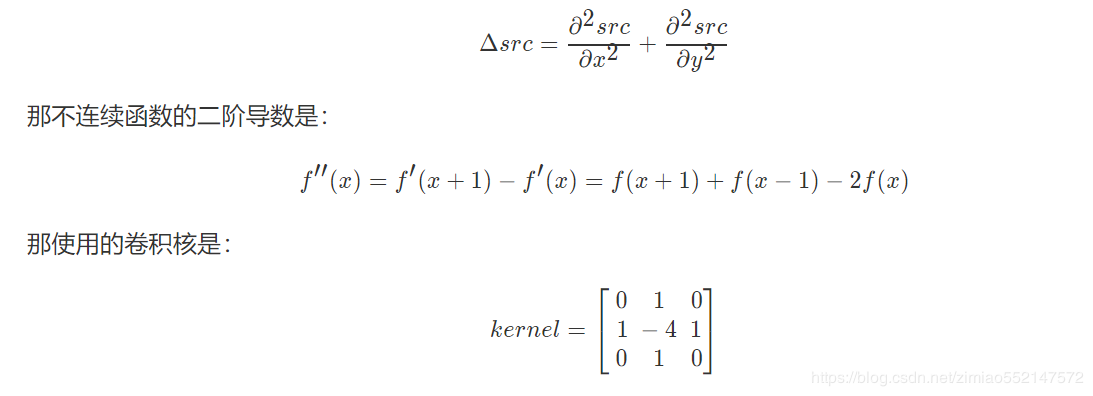 Δsrc = ∂²src/∂x² + ∂²src/∂y²
那不连续函数的二阶导数是：
f′′(x) = f′(x + 1) − f′(x) = f(x + 1) + f(x − 1) − 2f(x)
那使用的卷积核是：
kernel = [0 1 0
1 −4 1
0 1 0]
https://blog.csdn.net/zimiao552147572